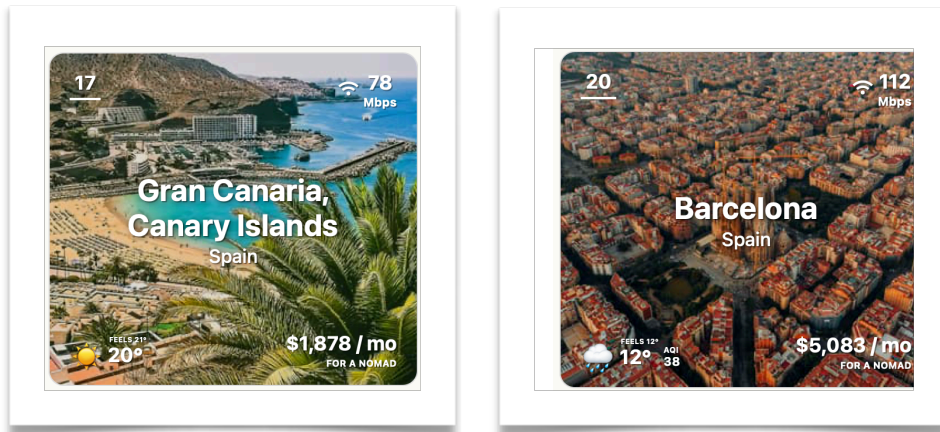 17
78
Mbps
Gran Canaria,
Canary Islands
Spain
FEELS 21°
20°
$1,878 / mo
FOR A NOMAD
20
112
Mbps
Barcelona
Spain
FEELS 12°
12°
AQI
38
$5,083 / mo
FOR A NOMAD